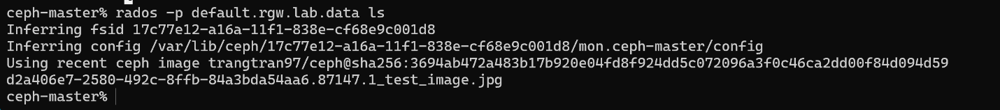 ceph-master% rados -p default.rgw.lab.data ls
Inferring fsid 17c77e12-a16a-11f1-838e-cf68e9c001d8
Inferring config /var/lib/ceph/17c77e12-a16a-11f1-838e-cf68e9c001d8/mon.ceph-master/config
Using recent ceph image trangtran97/ceph@sha256:3694ab472a483b17b920e04fd8f924dd5c072096a3f0c46ca2dd00f84d094d59
d2a406e7-2580-492c-8ffb-84a3bda54aa6.87147.1_test_image.jpg
ceph-master%